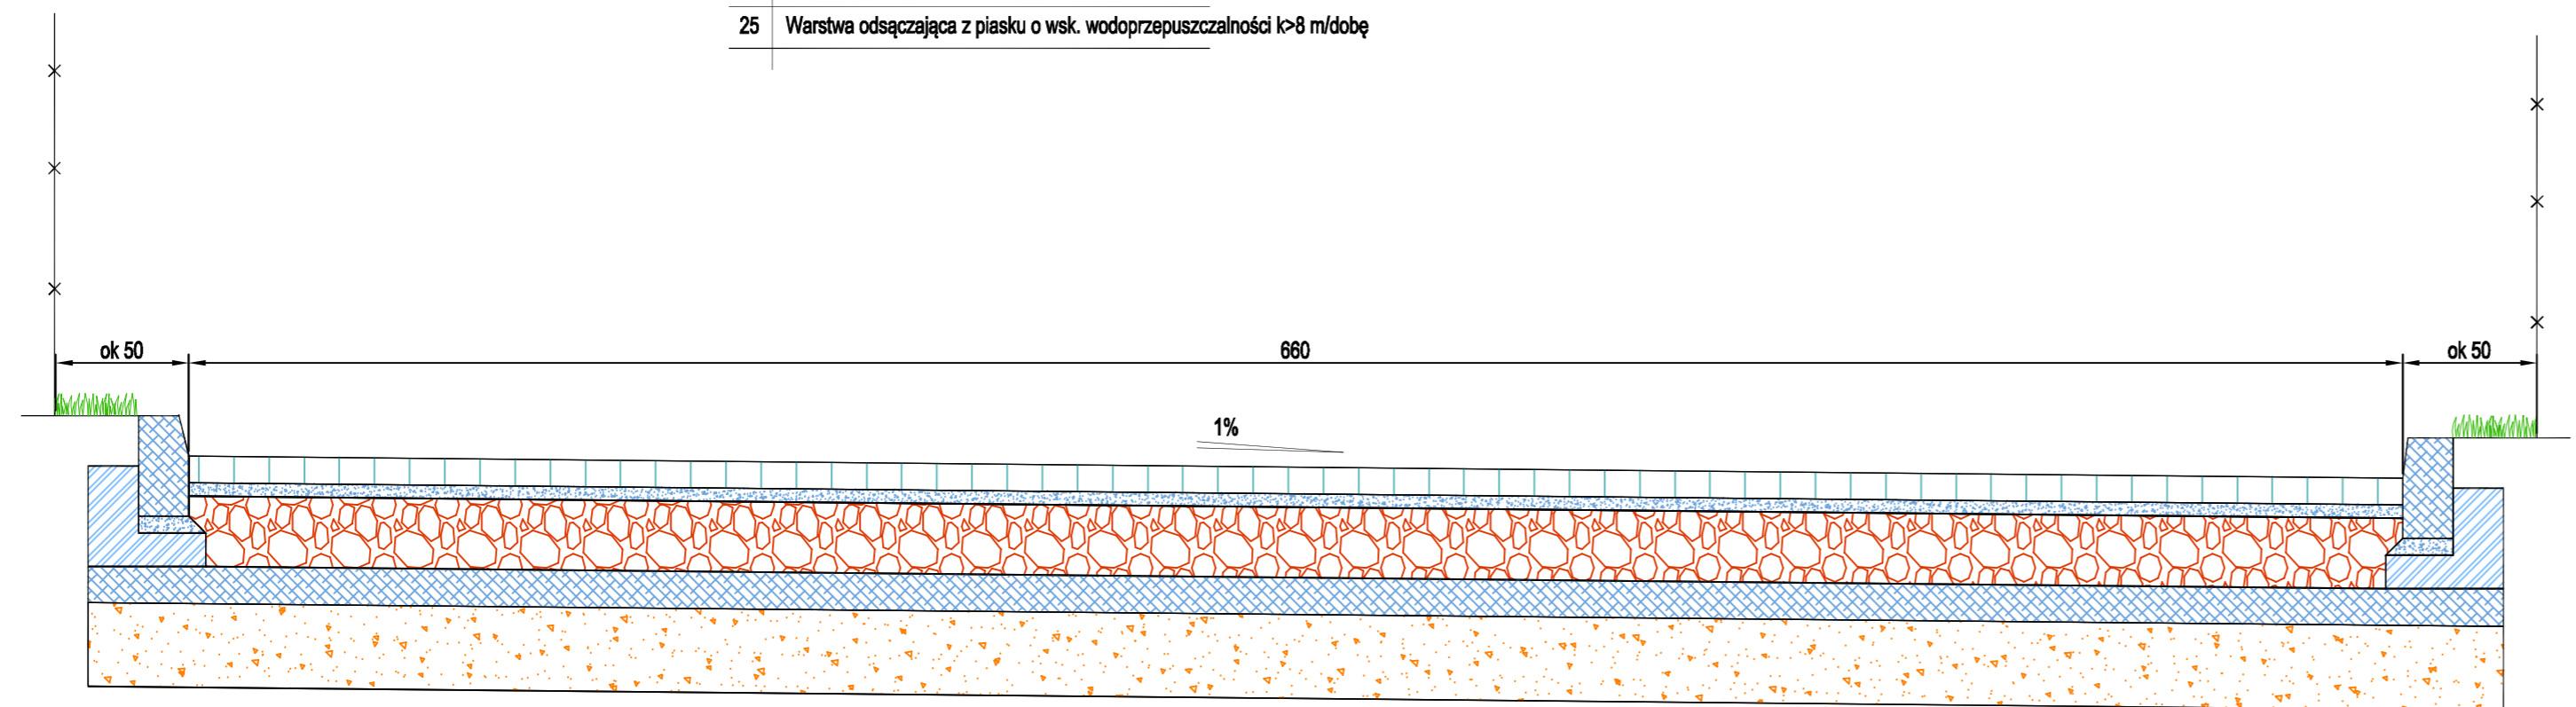 25 Warstwa odsączająca z piasku o wsk. wodoprzepuszczalności k>8 m/dobę
ok 50 660 ok 50
1%